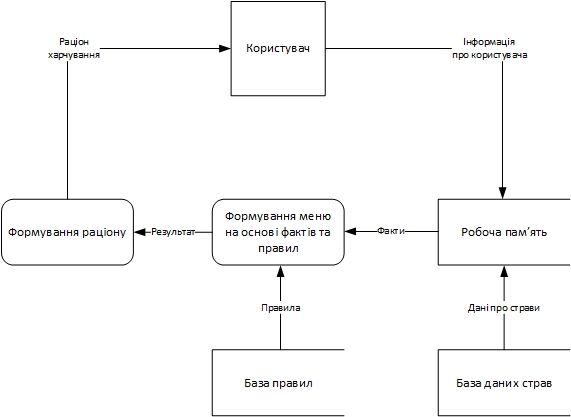 Раціон
харчування
Користувач
Інформація
про користувача
Формування раціону
Результат
Формування меню
на основі фактів та
правил
Факти
Робоча пам’ять
Правила
Дані про страви
База правил
База даних страв